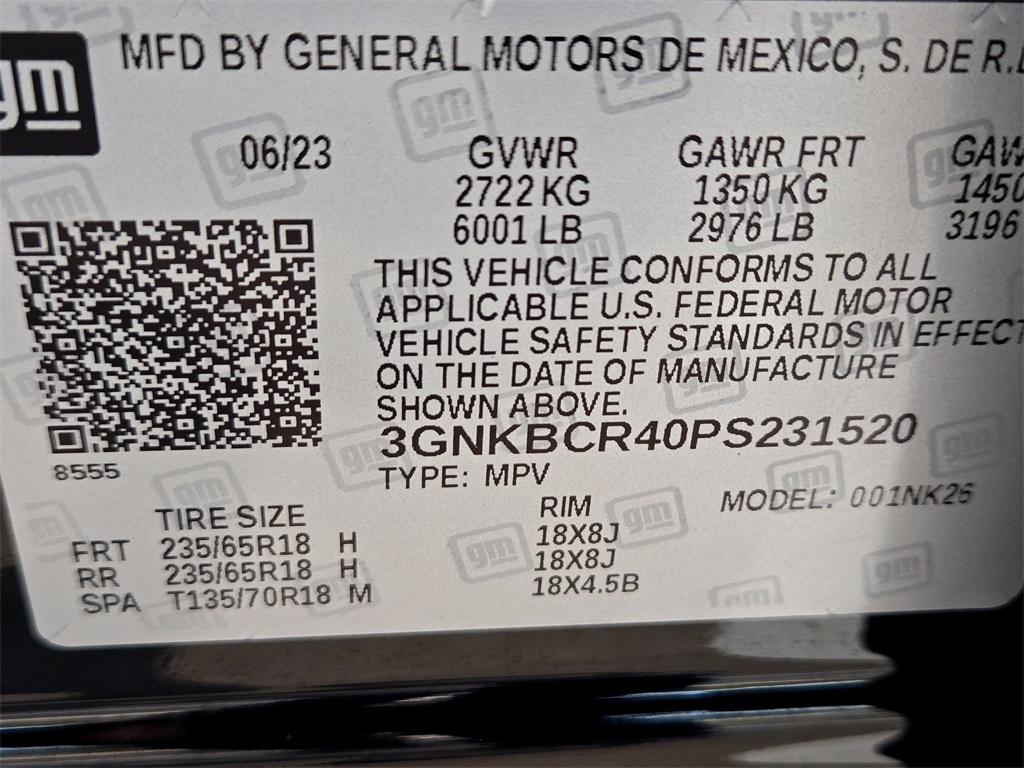 gm
MFD BY GENERAL MOTORS DE MEXICO, S. DE R.L
06/23 GVWR GAWR FRT GAW
2722 KG 1350 KG 1450
6001 LB 2976 LB 3196
THIS VEHICLE CONFORMS TO ALL
APPLICABLE U.S. FEDERAL MOTOR
VEHICLE SAFETY STANDARDS IN EFFECT
ON THE DATE OF MANUFACTURE
SHOWN ABOVE.
3GNKBCR40PS231520
8555
TYPE: MPV
MODEL: 001NK26
TIRE SIZE RIM
FRT 235/65R18 H 18X8J
RR 235/65R18 H 18X8J
SPA T135/70R18 M 18X4.5B